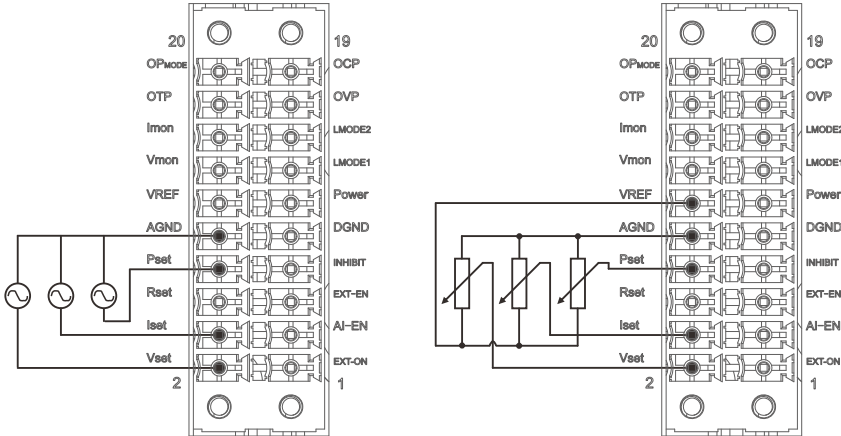 20 19
OPMODE OCP
OTP OVP
Imon LMODE2
Vmon LMODE1
VREF Power
AGND DGND
Pset INHIBIT
Rset EXT-EN
Iset AI-EN
Vset EXT-ON
2 1
20 19
OPMODE OCP
OTP OVP
Imon LMODE2
Vmon LMODE1
VREF Power
AGND DGND
Pset INHIBIT
Rset EXT-EN
Iset AI-EN
Vset EXT-ON
2 1